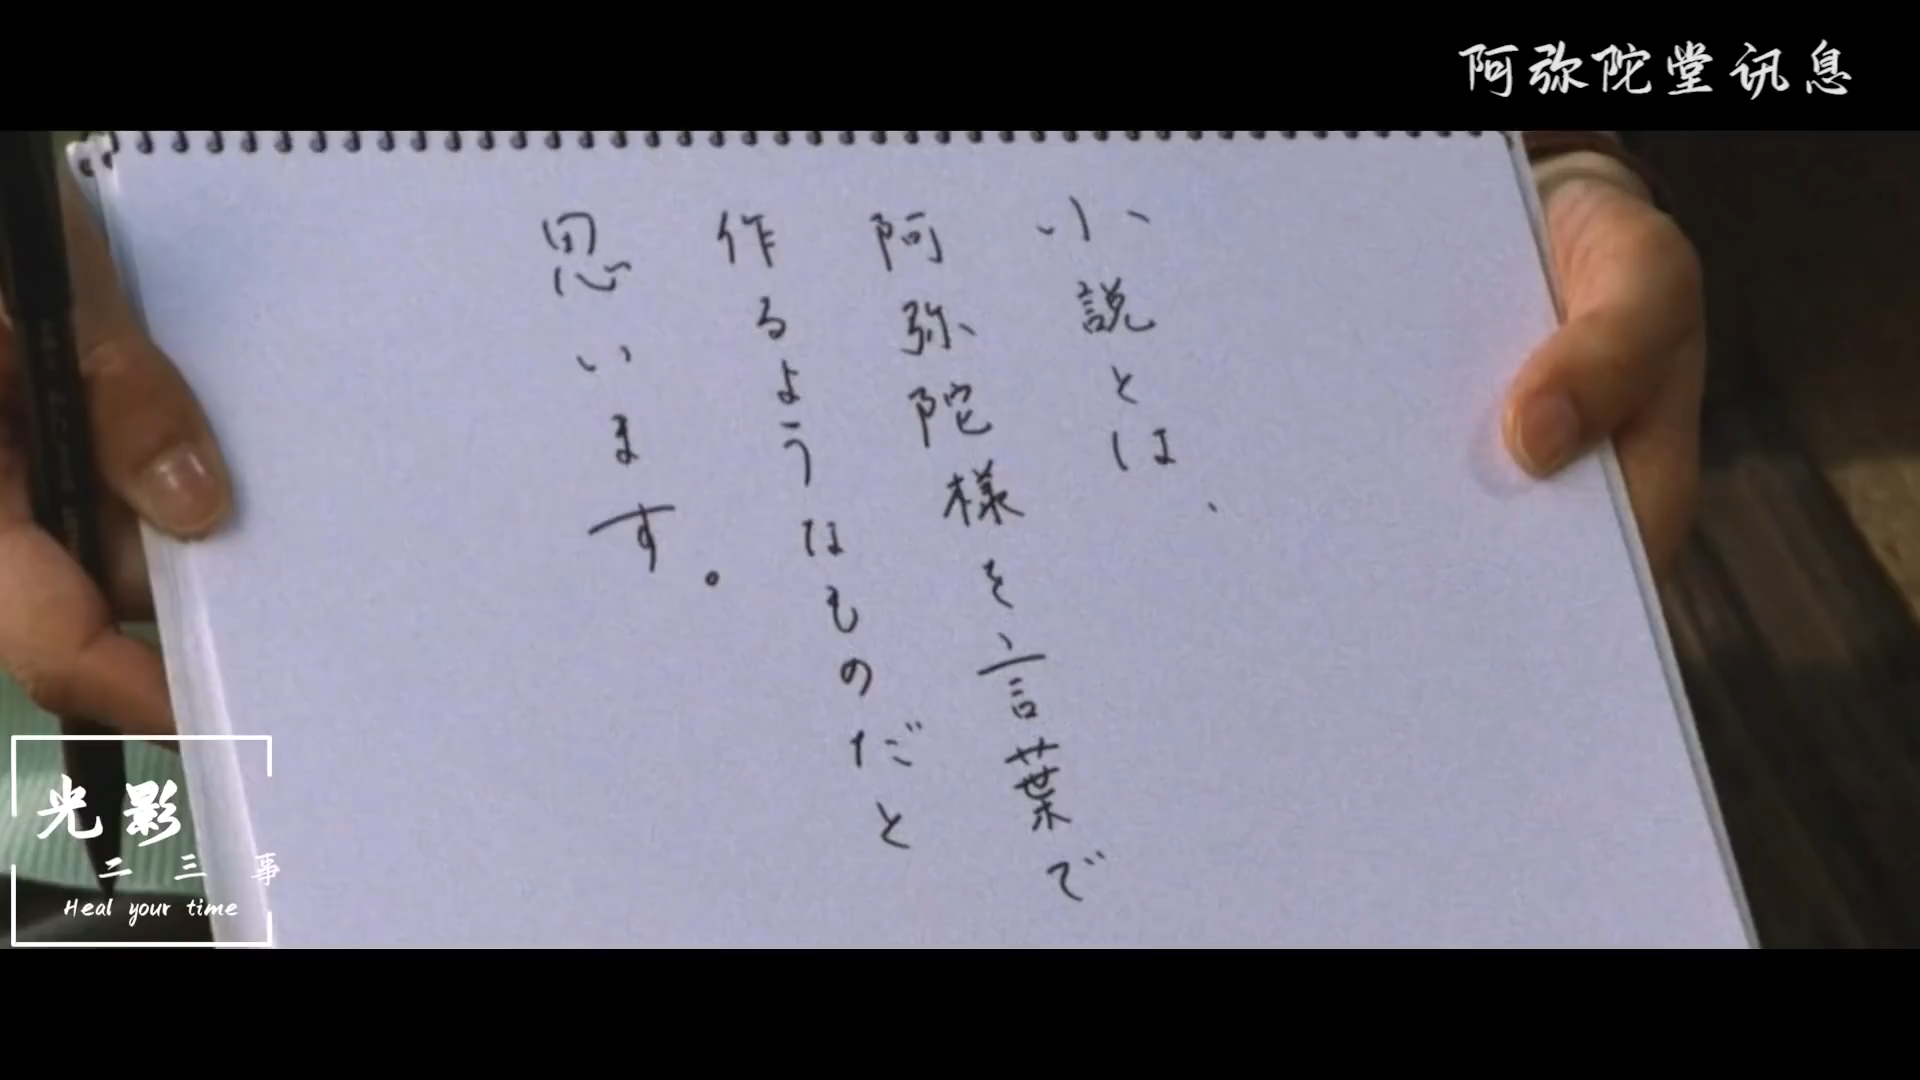 阿弥陀堂讯息
小説とは、
阿弥陀様を言葉で
作るようなものだと
思います。
光影
二三事
Heal your time